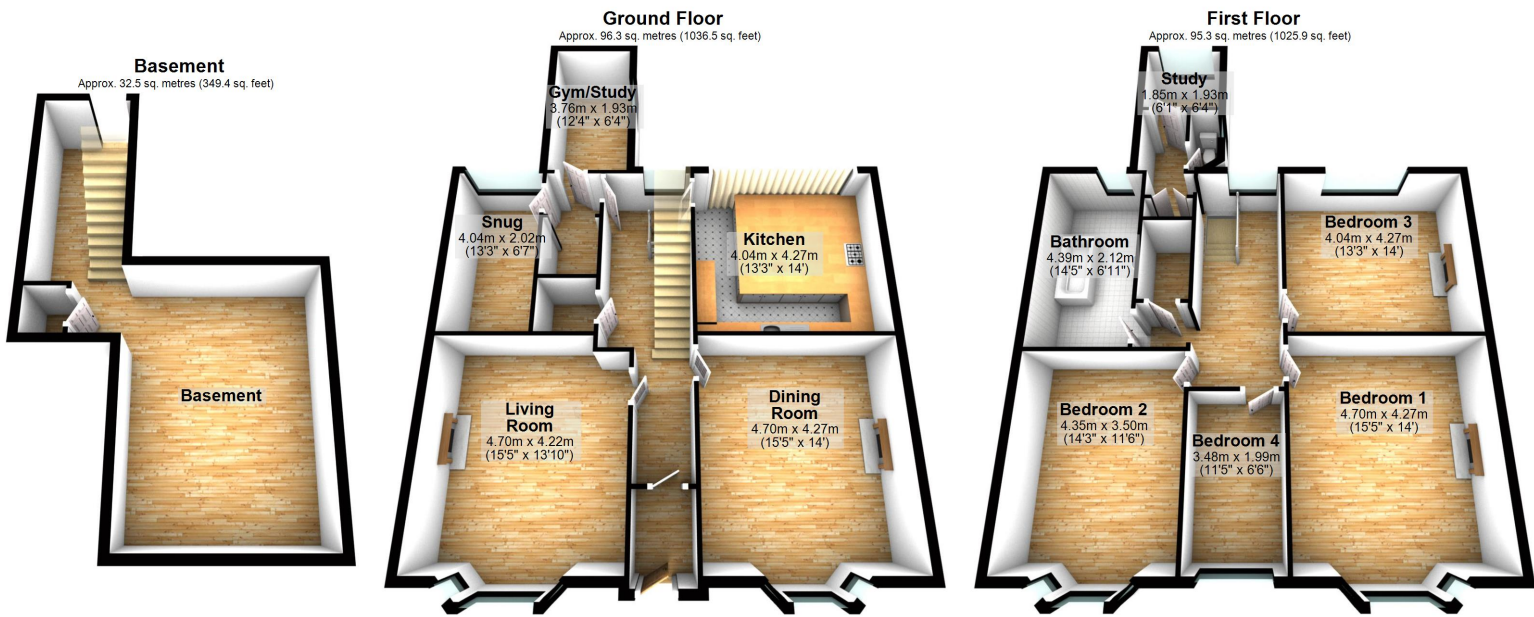 Basement
Approx. 32.5 sq. metres (349.4 sq. feet)
Basement
Ground Floor
Approx. 96.3 sq. metres (1036.5 sq. feet)
Gym/Study
3.76m x 1.93m
(12'4" x 6'4")
Snug
4.04m x 2.02m
(13'3" x 6'7")
Kitchen
4.04m x 4.27m
(13'3" x 14')
Living
Room
4.70m x 4.22m
(15'5" x 13'10")
Dining
Room
4.70m x 4.27m
(15'5" x 14')
First Floor
Approx. 95.3 sq. metres (1025.9 sq. feet)
Study
1.85m x 1.93m
(6'1" x 6'4")
Bathroom
4.39m x 2.12m
(14'5" x 6'11")
Bedroom 3
4.04m x 4.27m
(13'3" x 14')
Bedroom 2
4.35m x 3.50m
(14'3" x 11'6")
Bedroom 4
3.48m x 1.99m
(11'5" x 6'6")
Bedroom 1
4.70m x 4.27m
(15'5" x 14')